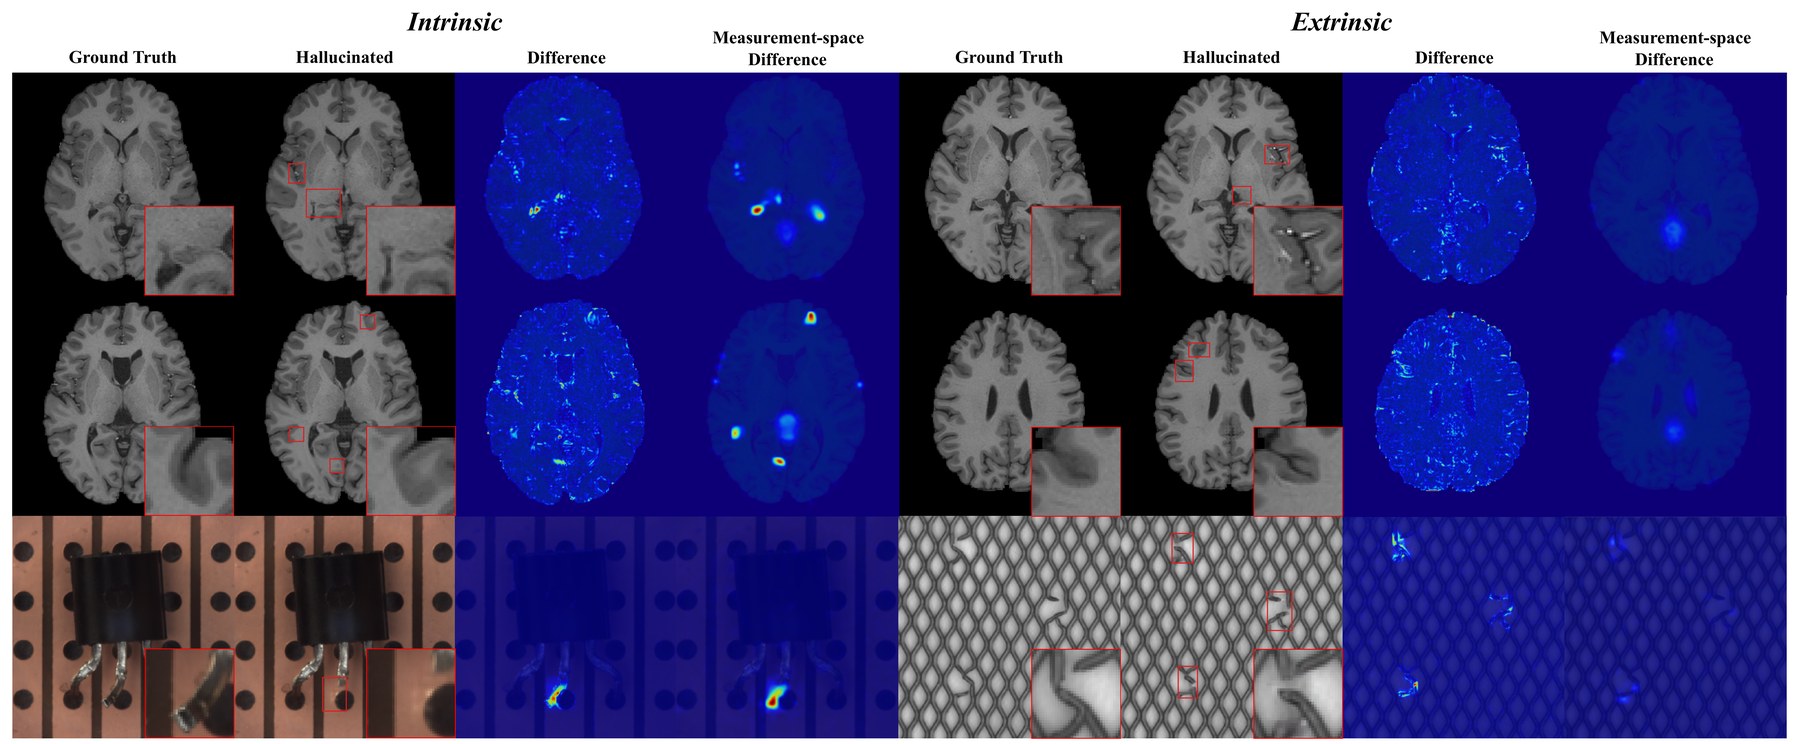 Intrinsic
Extrinsic
Ground Truth
Hallucinated
Difference
Measurement-space
Difference
Ground Truth
Hallucinated
Difference
Measurement-space
Difference